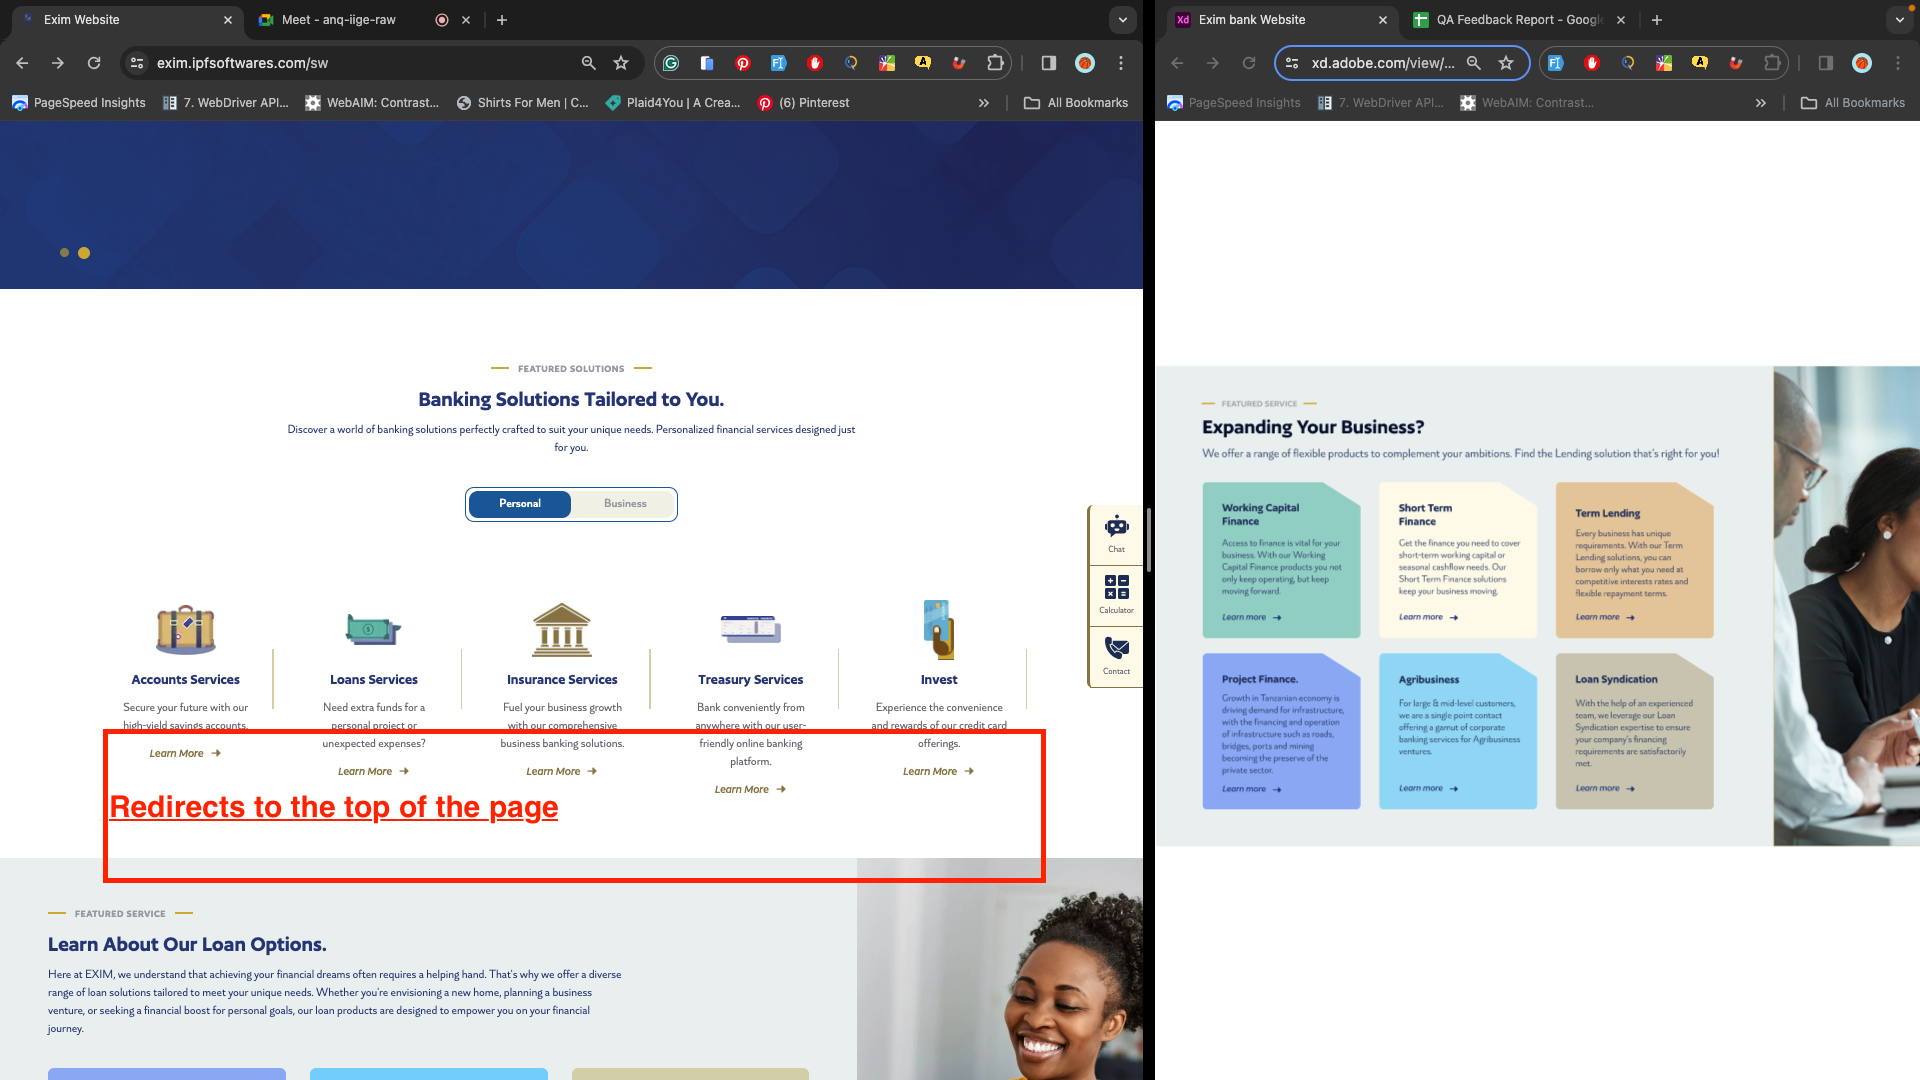 Exim Website
Meet - anq-iige-raw
exim.ipfsoftwares.com/sw
PageSpeed Insights
7. WebDriver API...
WebAIM: Contrast...
Shirts For Men | C...
Plaid4You | A Crea...
(6) Pinterest
All Bookmarks
FEATURED SOLUTIONS
Banking Solutions Tailored to You.
Discover a world of banking solutions perfectly crafted to suit your unique needs. Personalized financial services designed just
for you.
Personal
Business
Chat
Calculator
Contact
Accounts Services
Secure your future with our
high-yield savings accounts.
Learn More
Loans Services
Need extra funds for a
personal project or
unexpected expenses?
Learn More
Insurance Services
Fuel your business growth
with our comprehensive
business banking solutions.
Learn More
Treasury Services
Bank conveniently from
anywhere with our user-
friendly online banking
platform.
Learn More
Invest
Experience the convenience
and rewards of our credit card
offerings.
Learn More
Redirects to the top of the page
FEATURED SERVICE
Learn About Our Loan Options.
Here at EXIM, we understand that achieving your financial dreams often requires a helping hand. That's why we offer a diverse
range of loan solutions tailored to meet your unique needs. Whether you're envisioning a new home, planning a business
venture, or seeking a financial boost for personal goals, our loan products are designed to empower you on your financial
journey.
Xd
Exim bank Website
QA Feedback Report - Google
xd.adobe.com/view/...
PageSpeed Insights
7. WebDriver API...
WebAIM: Contrast...
All Bookmarks
FEATURED SERVICE
Expanding Your Business?
We offer a range of flexible products to complement your ambitions. Find the Lending solution that's right for you!
Working Capital
Finance
Access to finance is vital for your
business. With our Working
Capital Finance products you not
only keep operating, but keep
moving forward.
Learn more
Short Term
Finance
Get the finance you need to cover
short-term working capital or
seasonal cashflow needs. Our
Short Term Finance solutions
keep your business moving.
Learn more
Term Lending
Every business has unique
requirements. With our Term
Lending solutions, you can
borrow only what you need at
competitive interests rates and
flexible repayment terms.
Learn more
Project Finance.
Growth in Tanzanian economy is
driving demand for infrastructure,
with the financing and operation
of infrastructure such as roads,
bridges, ports and mining
becoming the preserve of the
private sector.
Learn more
Agribusiness
For large & mid-level customers,
we are a single point contact
offering a gamut of corporate
banking services for Agribusiness
ventures.
Learn more
Loan Syndication
With the help of an experienced
team, we leverage our Loan
Syndication expertise to ensure
your company's financing
requirements are satisfactorily
met.
Learn more